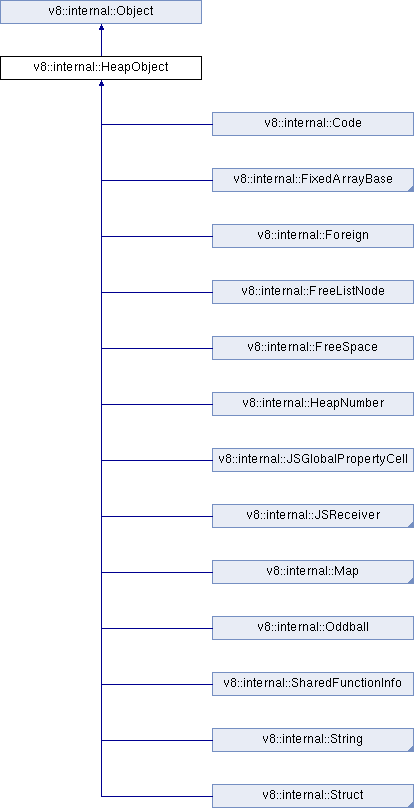 v8::internal::Object
v8::internal::HeapObject
v8::internal::Code
v8::internal::FixedArrayBase
v8::internal::Foreign
v8::internal::FreeListNode
v8::internal::FreeSpace
v8::internal::HeapNumber
v8::internal::JSGlobalPropertyCell
v8::internal::JSReceiver
v8::internal::Map
v8::internal::Oddball
v8::internal::SharedFunctionInfo
v8::internal::String
v8::internal::Struct